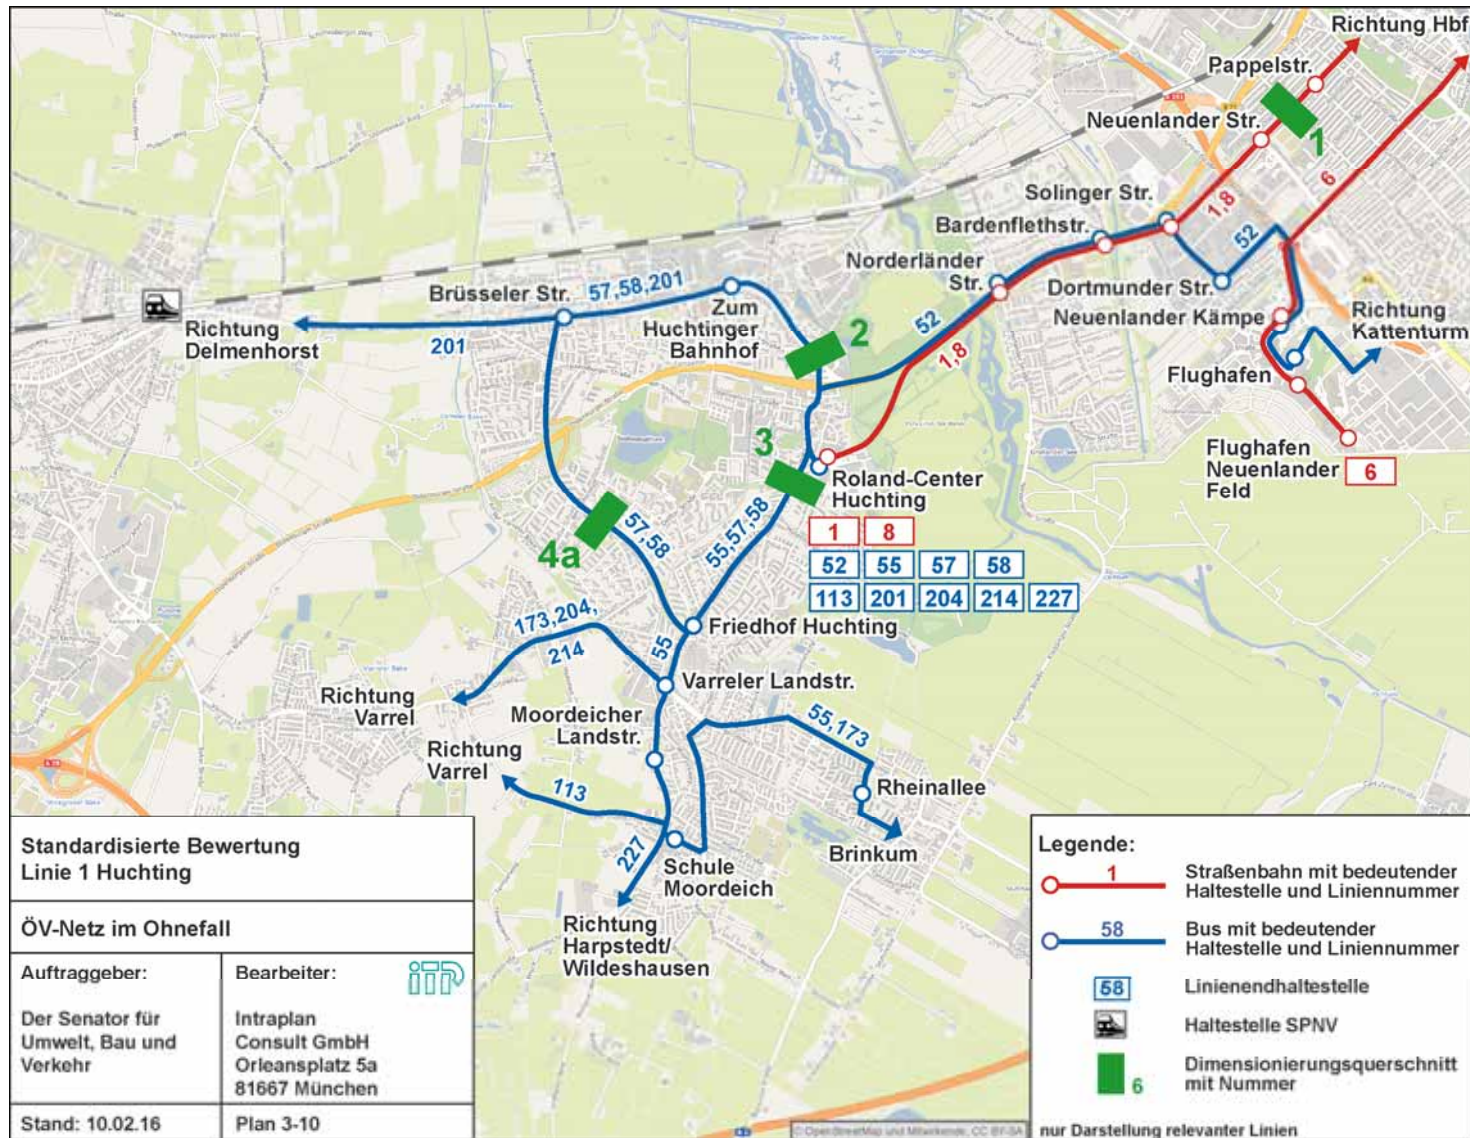 Richtung Hbf
Pappelstr.
Neuenlander Str.
1
6
1,8
Solinger Str.
Bardenflethstr.
52
Norderländer
Str.
Dortmunder Str.
Neuenlander Kämpe
Richtung
Kattenturm
Flughafen
Flughafen
Neuenlander
Feld
6
Brüsseler Str.
57,58,201
Zum
Huchtinger
Bahnhof
Richtung
Delmenhorst
201
2
52
1,8
3
Roland-Center
Huchting
1 8
52 55 57 58
113 201 204 214 227
4a
57,58
55,57,58
Friedhof Huchting
173,204,
214
55
Richtung
Varrel
Varreler Landstr.
Moordeicher
Landstr.
Richtung
Varrel
113
55,173
Rheinallee
Brinkum
227
Schule
Moordeich
Richtung
Harpstedt/
Wildeshausen
Standardisierte Bewertung
Linie 1 Huchting
ÖV-Netz im Ohnefall
Auftraggeber:
Der Senator für
Umwelt, Bau und
Verkehr
Bearbeiter:
itp
Intraplan
Consult GmbH
Orleansplatz 5a
81667 München
Stand: 10.02.16
Plan 3-10
Legende:
1
Straßenbahn mit bedeutender
Haltestelle und Liniennummer
58
Bus mit bedeutender
Haltestelle und Liniennummer
58
Linienendhaltestelle
Haltestelle SPNV
6
Dimensionierungsquerschnitt
mit Nummer
nur Darstellung relevanter Linien
© OpenStreetMap und Mitwirkende, CC BY-SA